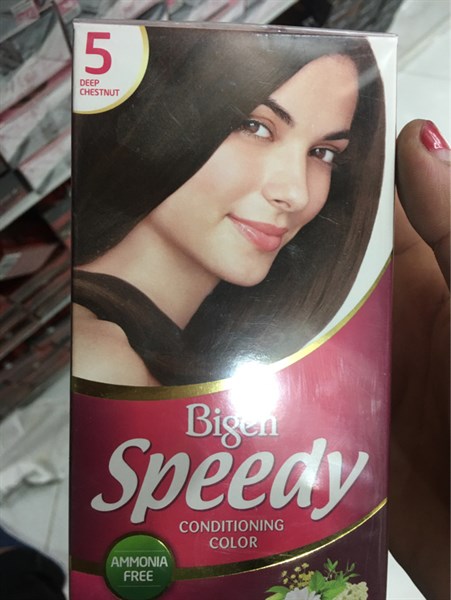 5
DEEP
CHESTNUT
Bigen
Speedy
CONDITIONING
COLOR
AMMONIA
FREE